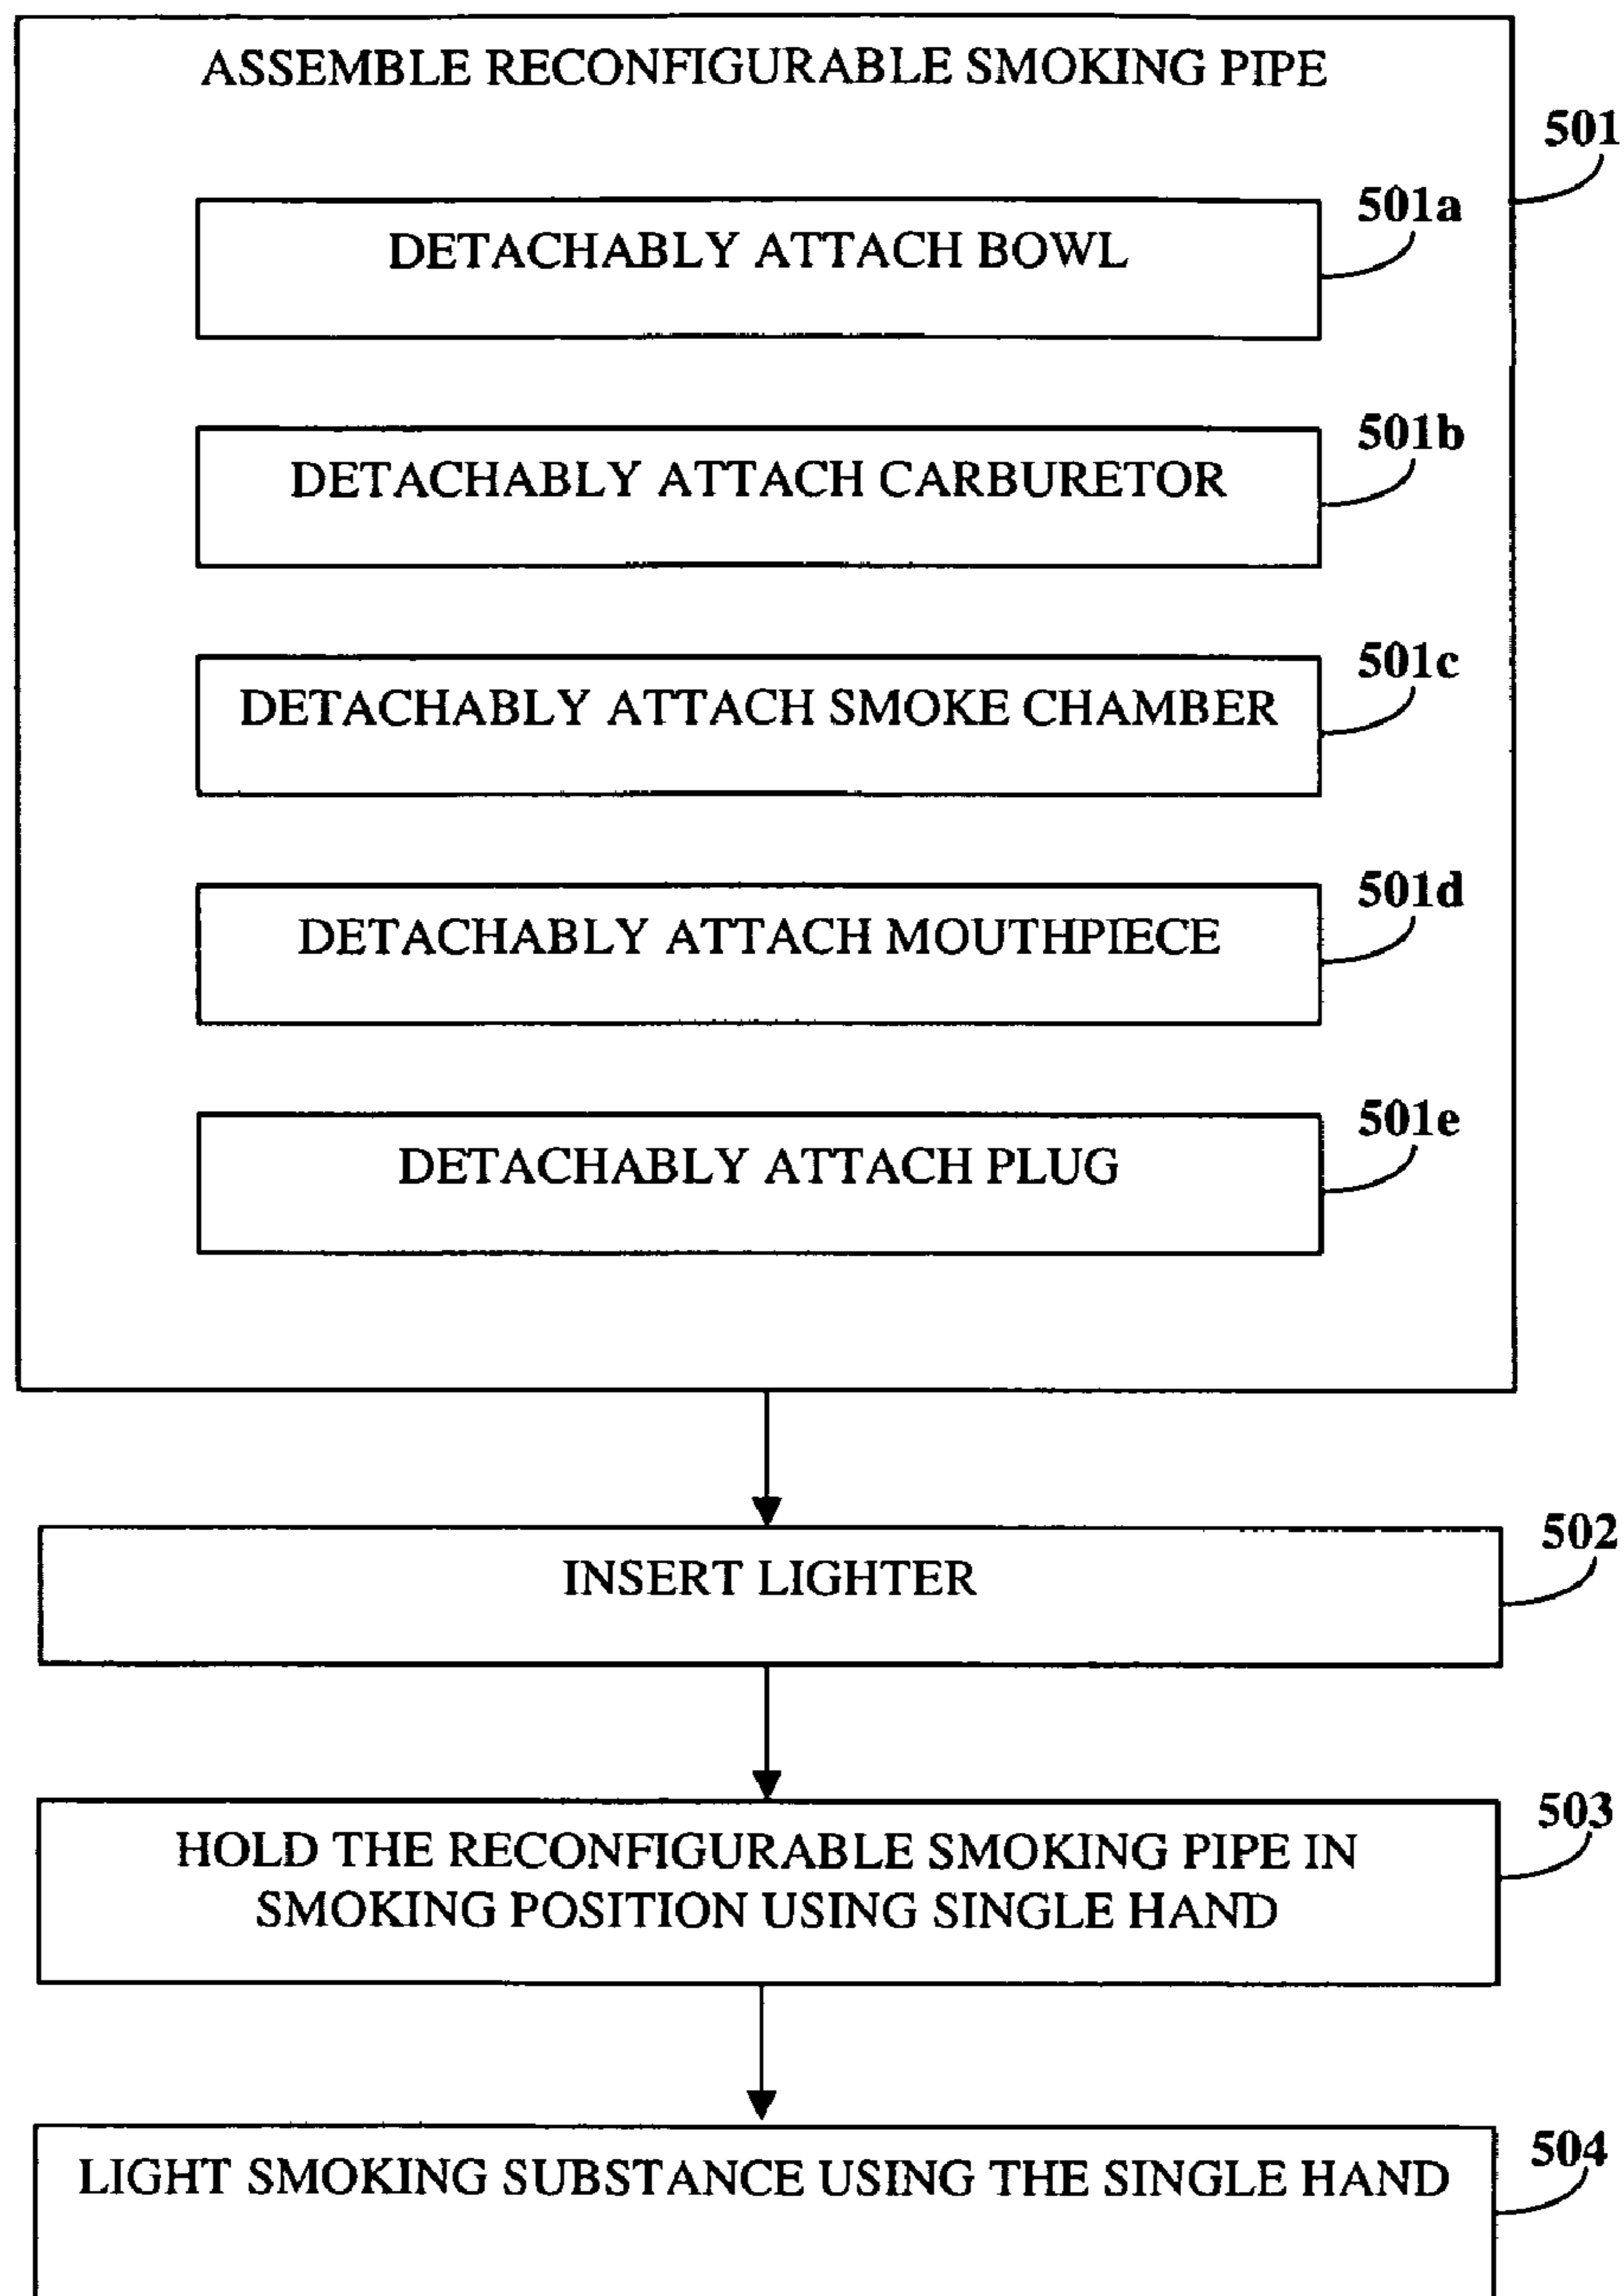 ASSEMBLE RECONFIGURABLE SMOKING PIPE
501
501a
DETACHABLY ATTACH BOWL
501b
DETACHABLY ATTACH CARBURETOR
501c
DETACHABLY ATTACH SMOKE CHAMBER
501d
DETACHABLY ATTACH MOUTHPIECE
501e
DETACHABLY ATTACH PLUG
502
INSERT LIGHTER
503
HOLD THE RECONFIGURABLE SMOKING PIPE IN
SMOKING POSITION USING SINGLE HAND
504
LIGHT SMOKING SUBSTANCE USING THE SINGLE HAND